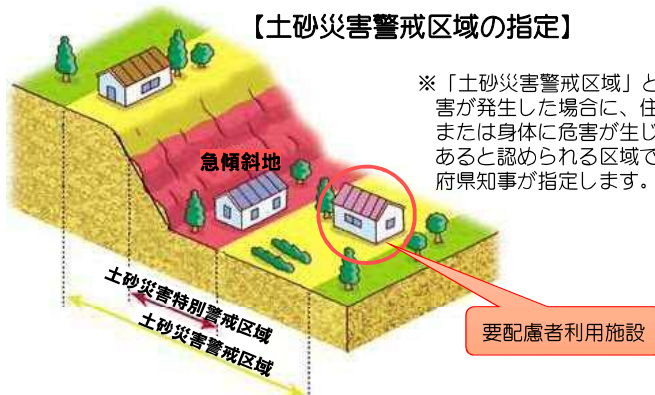 【土砂災害警戒区域の指定】
※「土砂災害警戒区域」と
害が発生した場合に、住
または身体に危害が生じ
あると認められる区域で
府県知事が指定します。
急傾斜地
土砂災害特別警戒区域
土砂災害警戒区域
要配慮者利用施設